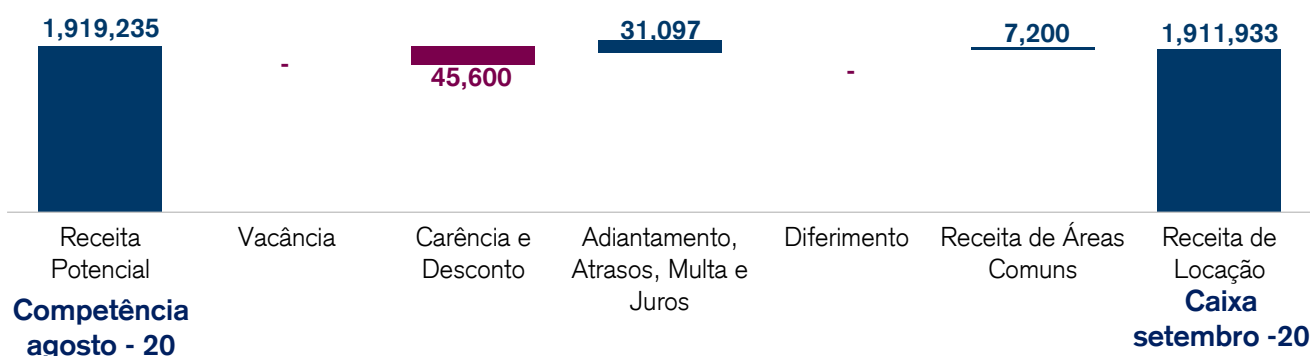 1,919,235
-
45,600
31,097
-
7,200
1,911,933
Receita
Potencial
Vacância
Carência e
Desconto
Adiantamento,
Atrasos, Multa e
Juros
Diferimento
Receita de Áreas
Comuns
Receita de
Locação
Competência
agosto - 20
Caixa
setembro -20